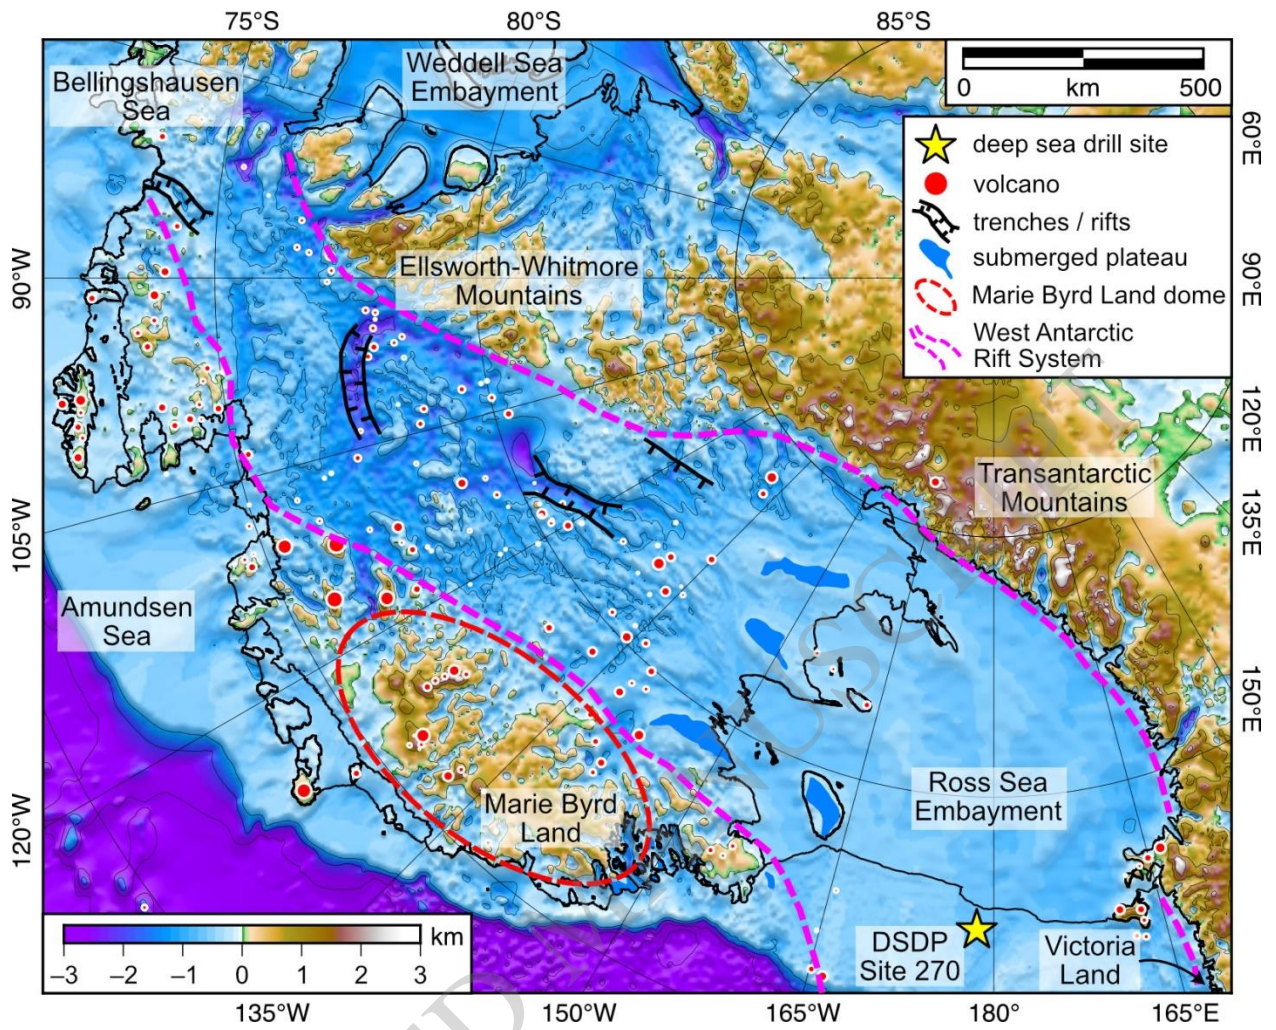 75°S
80°S
85°S
Bellingshausen
Sea
Weddell Sea
Embayment
0 km 500
60°E
deep sea drill site
volcano
trenches / rifts
submerged plateau
Marie Byrd Land dome
West Antarctic
Rift System
90°W
90°E
Ellsworth-Whitmore
Mountains
120°E
Transantarctic
Mountains
135°E
105°W
Amundsen
Sea
150°E
Ross Sea
Embayment
Marie Byrd
Land
120°W
DSDP
Site 270
Victoria
Land
−3 −2 −1 0 1 2 3 km
135°W
150°W
165°W
180°
165°E